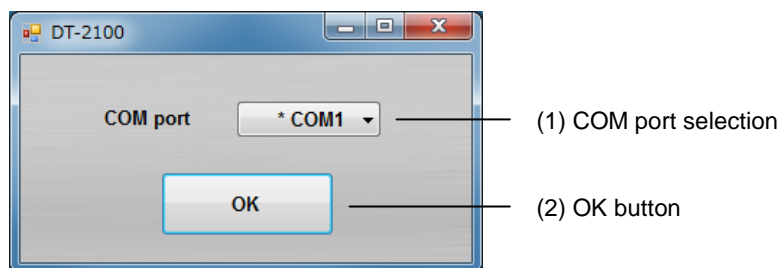 DT-2100
COM port
* COM1
(1) COM port selection
OK
(2) OK button